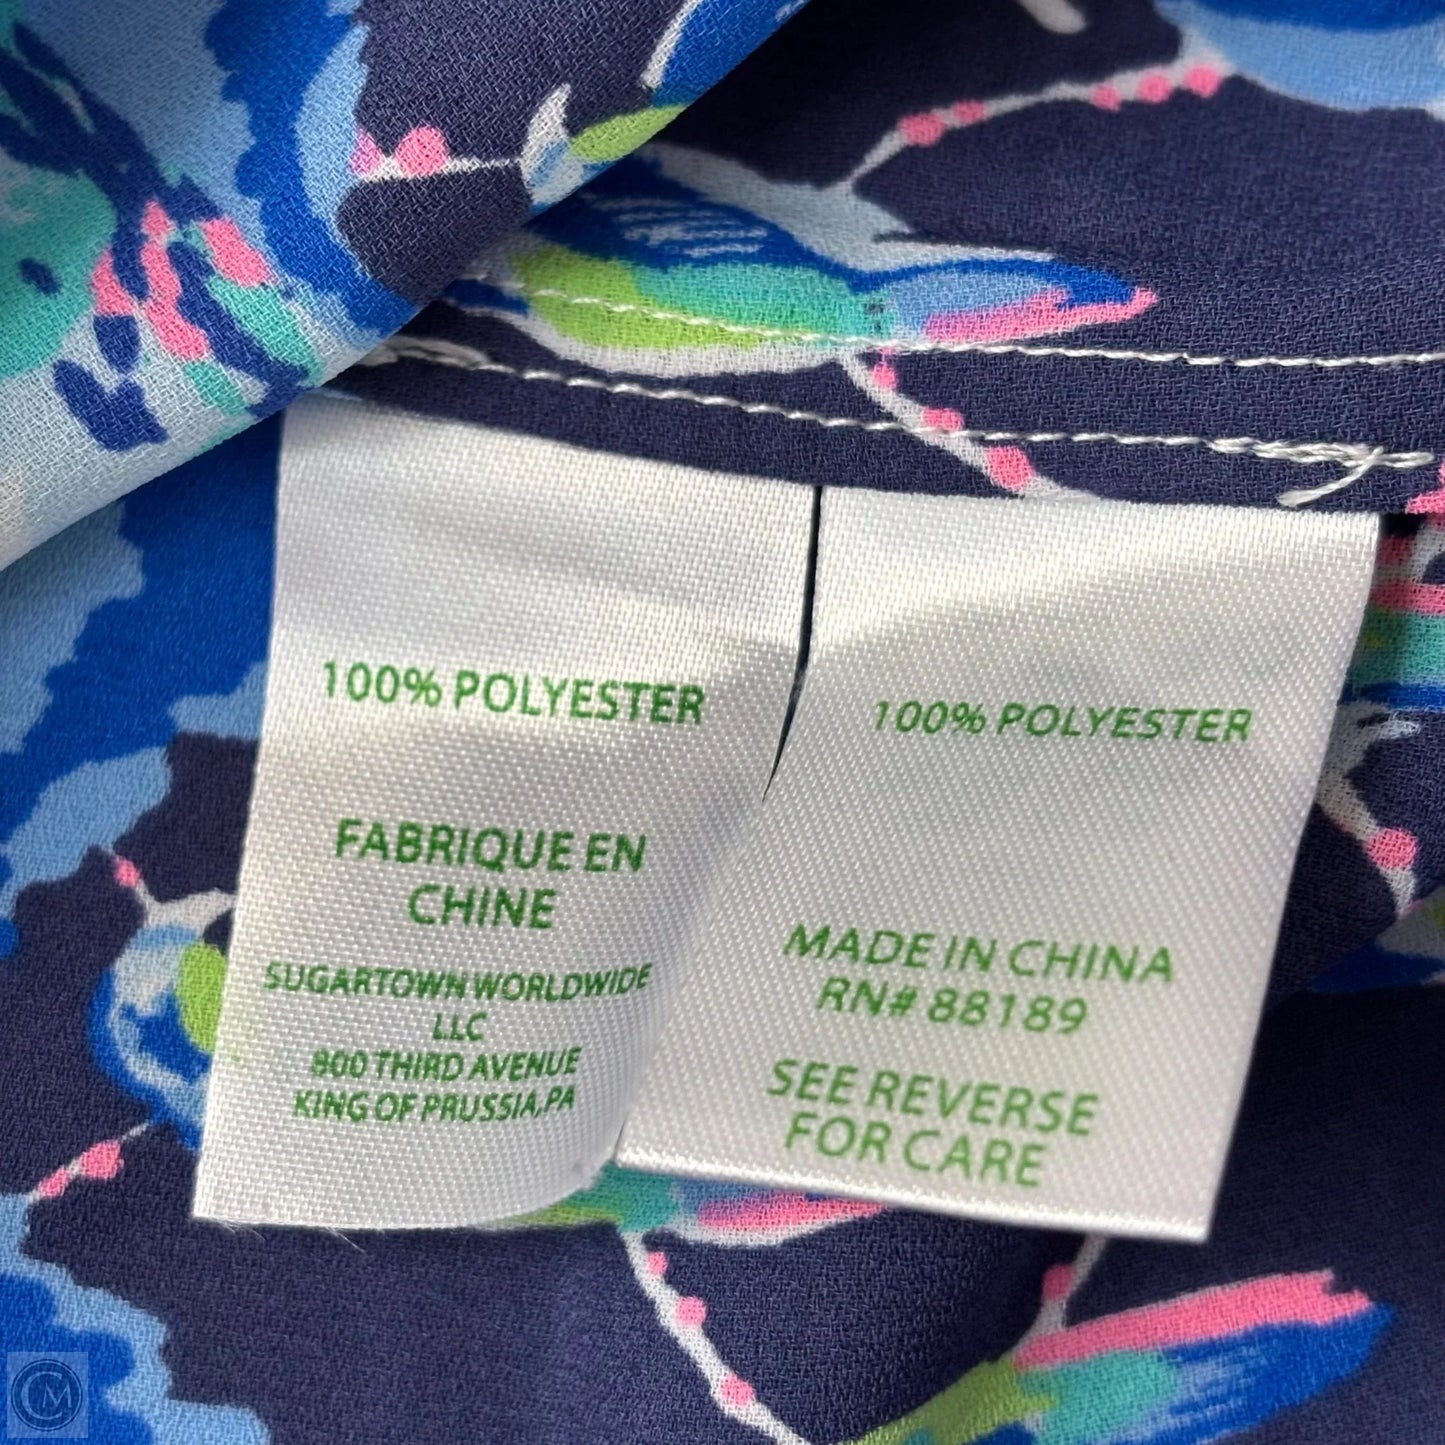 100% POLYESTER
FABRIQUE EN
CHINE
SUGARTOWN WORLDWIDE
LLC
800 THIRD AVENUE
KING OF PRUSSIA,PA
100% POLYESTER
MADE IN CHINA
RN# 88189
SEE REVERSE
FOR CARE
CM